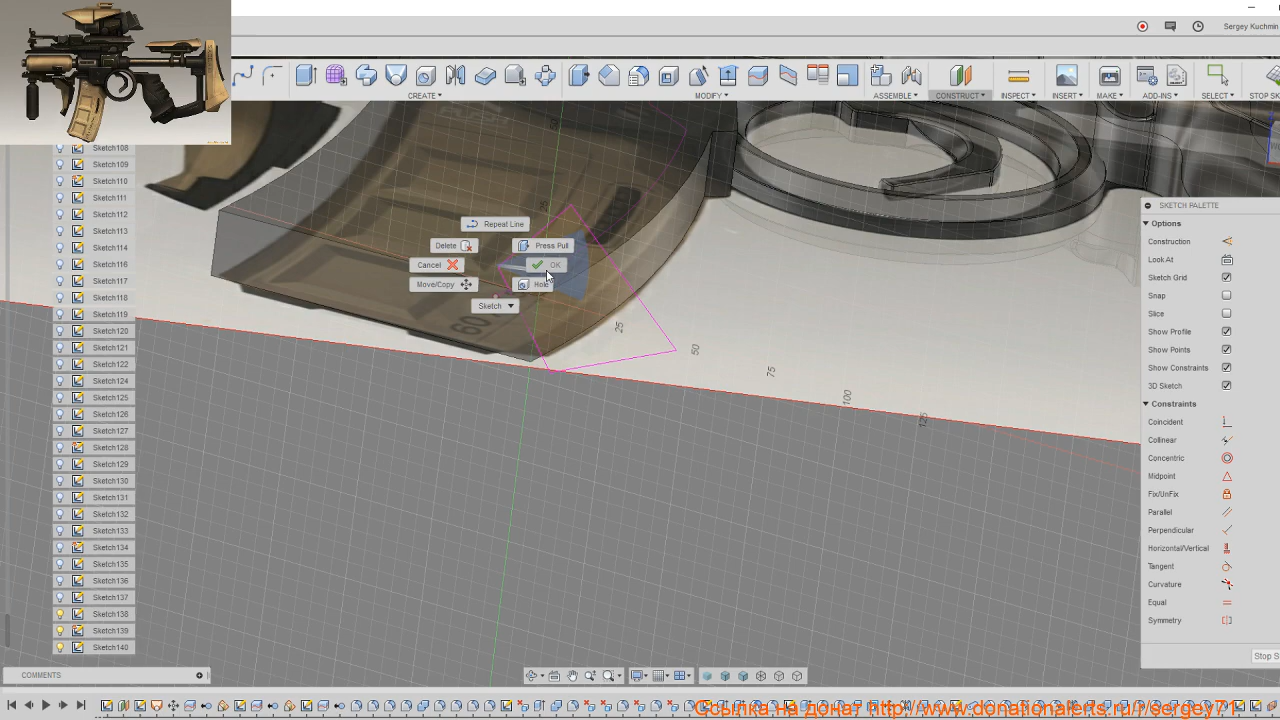 Sergey Kuchmin
CREATE
MODIFY
ASSEMBLE
CONSTRUCT
INSPECT
INSERT
MAKE
ADD-INS
SELECT
Sketch108
Sketch109
Sketch110
Sketch111
Sketch112
Sketch113
Sketch114
Sketch116
Sketch117
Sketch118
Sketch119
Sketch120
Sketch121
Sketch122
Sketch124
Sketch125
Sketch126
Sketch127
Sketch128
Sketch129
Sketch130
Sketch131
Sketch132
Sketch133
Sketch134
Sketch135
Sketch136
Sketch137
Sketch138
Sketch139
Sketch140
Repeat Line
Delete
Press Pull
Cancel
OK
Move/Copy
Hole
Sketch
60
25
50
75
100
125
SKETCH PALETTE
Options
Construction
Look At
Sketch Grid
Snap
Slice
Show Profile
Show Points
Show Constraints
3D Sketch
Constraints
Coincident
Collinear
Concentric
Midpoint
Fix/UnFix
Parallel
Perpendicular
Horizontal/Vertical
Tangent
Curvature
Equal
Symmetry
Stop S
COMMENTS
Ссылка на донат http://www.donationalerts.ru/r/sergey7